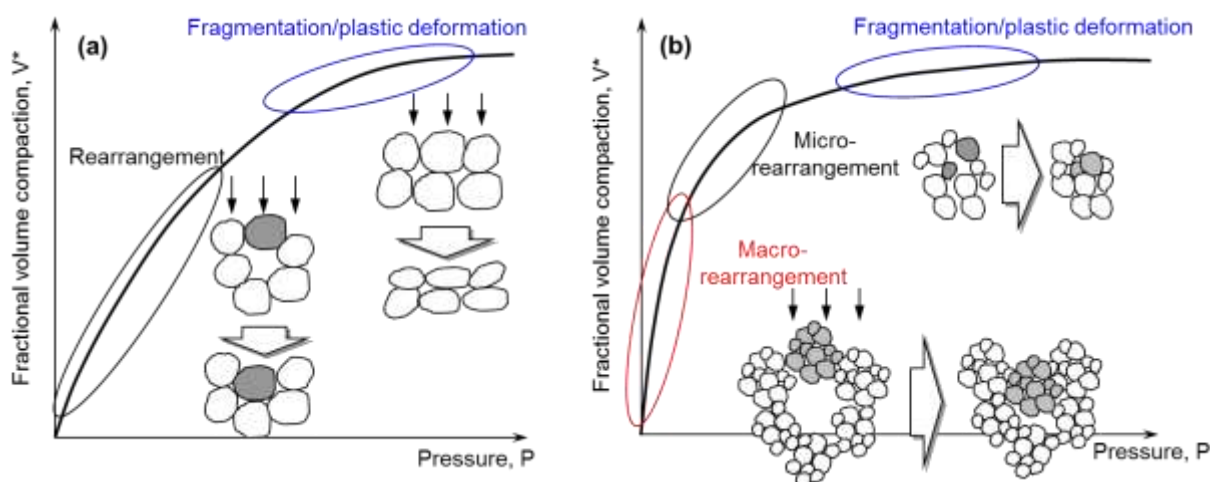 (a)
Fragmentation/plastic deformation
Rearrangement
Fractional volume compaction, V*
Pressure, P
(b)
Fragmentation/plastic deformation
Micro-
rearrangement
Macro-
rearrangement
Fractional volume compaction, V*
Pressure, P